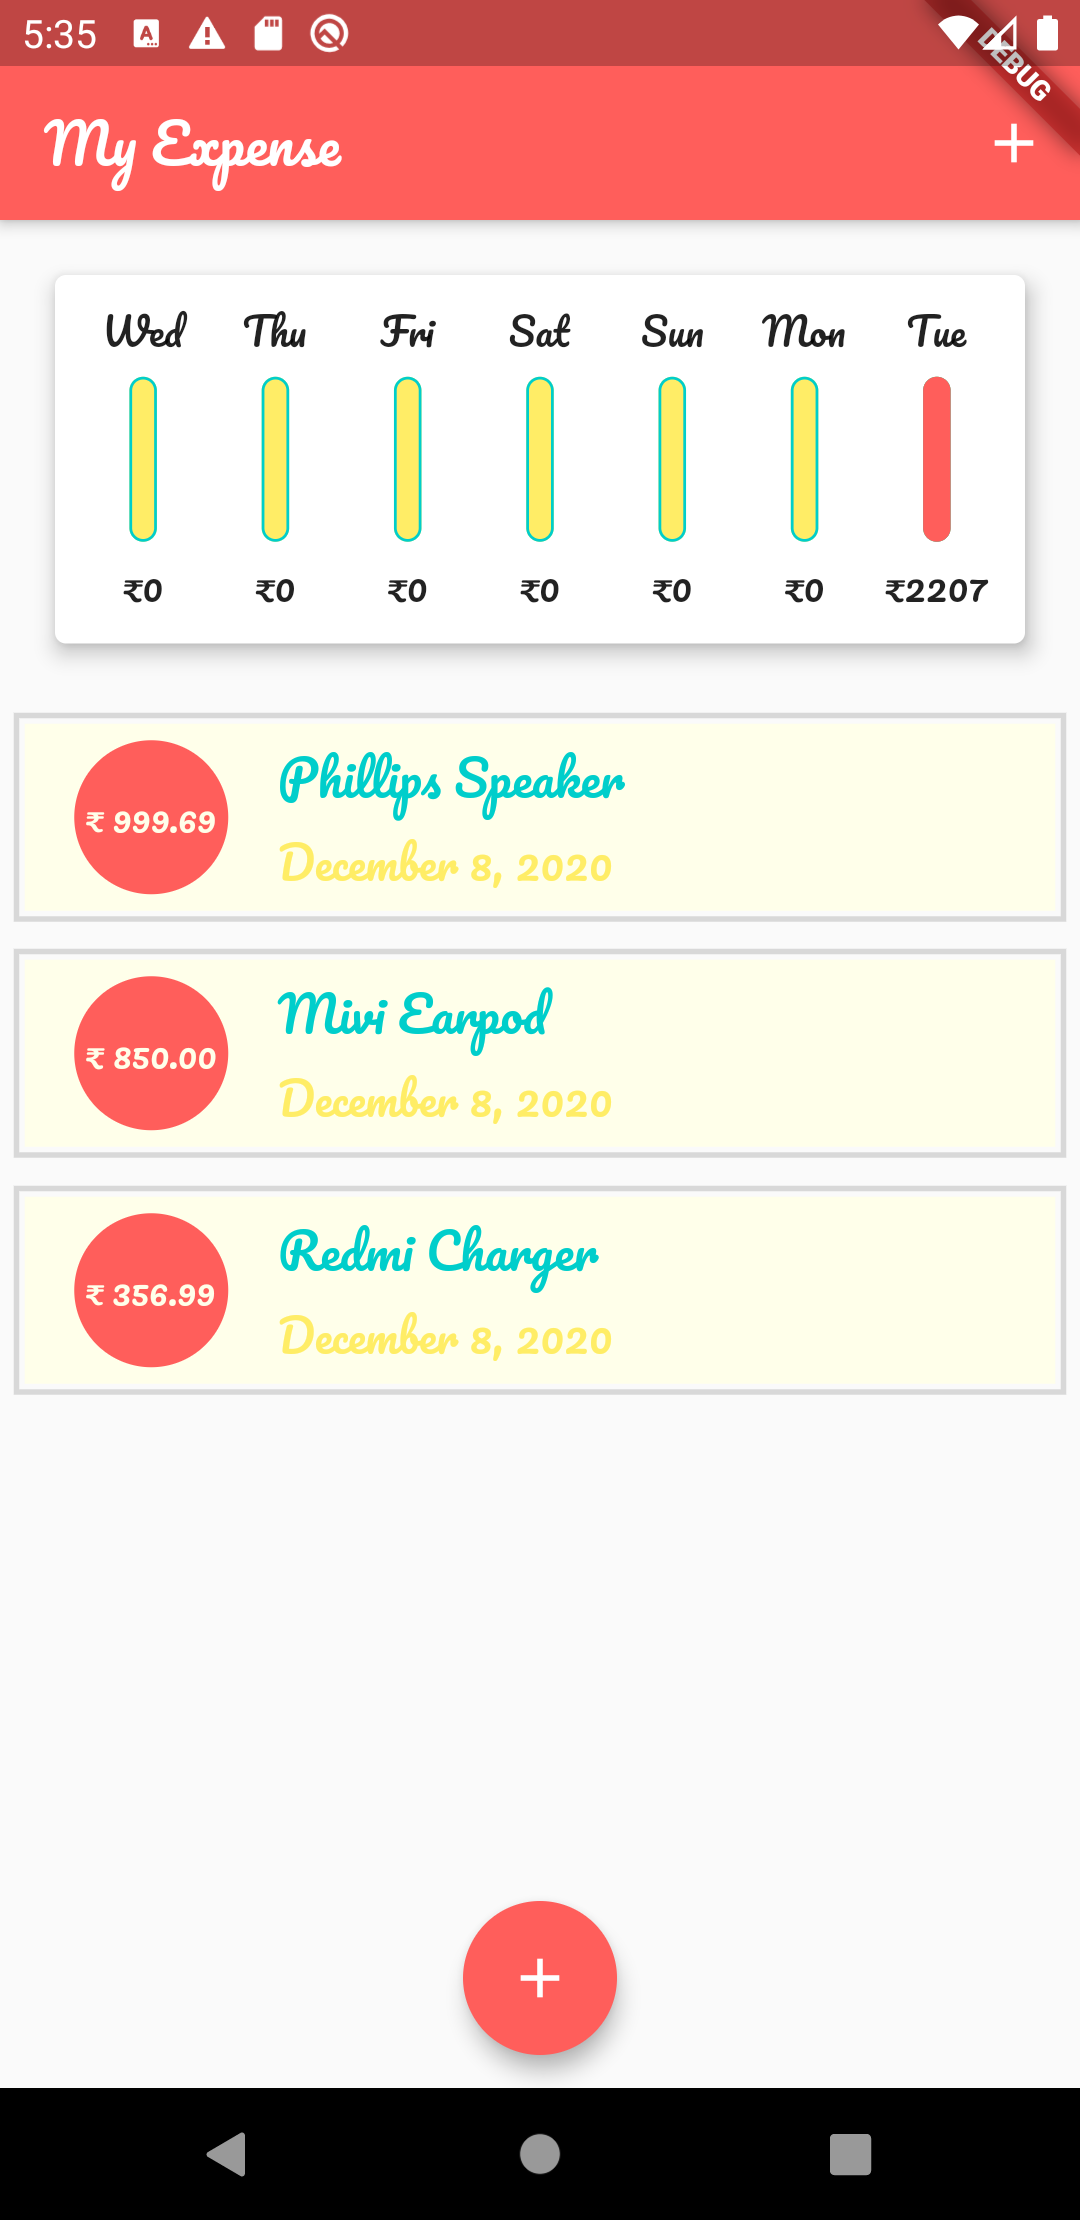 5:35
DEBUG
My Expense
Wed Thu Fri Sat Sun Mon Tue
₹0 ₹0 ₹0 ₹0 ₹0 ₹0 ₹2207
₹ 999.69
Phillips Speaker
December 8, 2020
₹ 850.00
Mivi Earpod
December 8, 2020
₹ 356.99
Redmi Charger
December 8, 2020